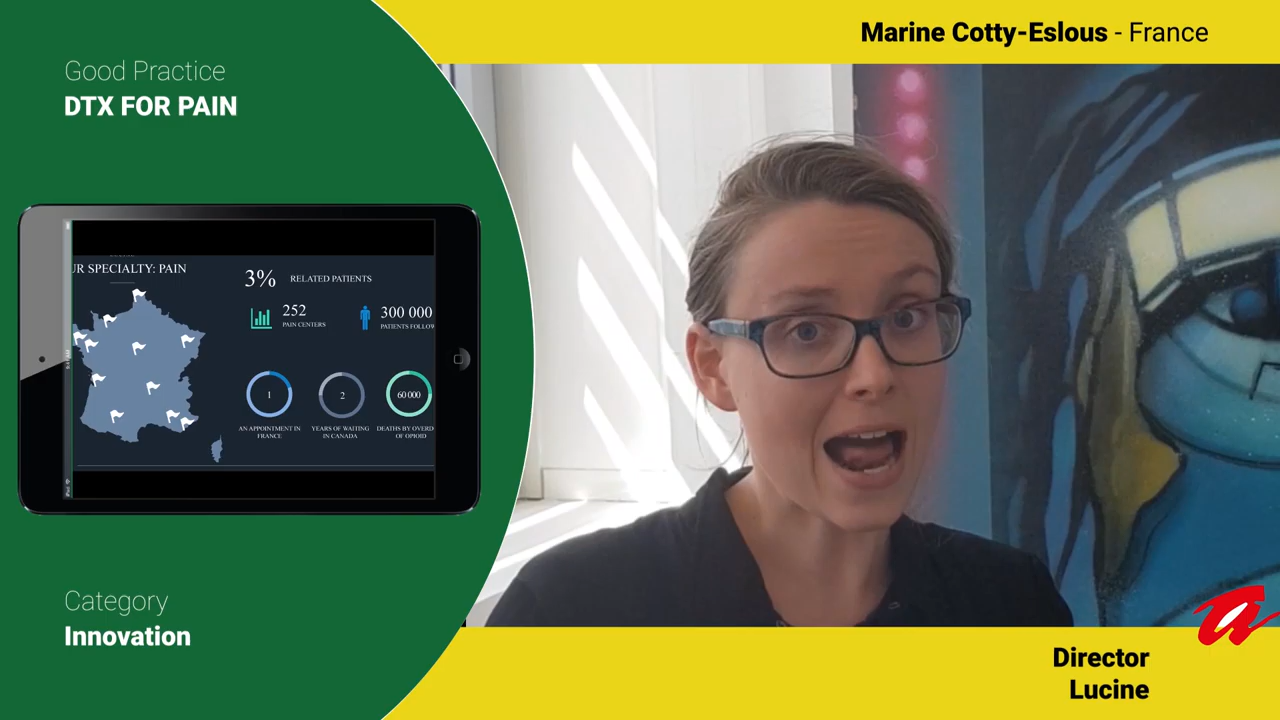 Good Practice
DTX FOR PAIN
Marine Cotty-Eslous - France
UR SPECIALTY: PAIN
3% RELATED PATIENTS
252
PAIN CENTERS
300 000
PATIENTS FOLLOW
1
AN APPOINTMENT IN
FRANCE
2
YEARS OF WAITING
IN CANADA
60 000
DEATHS BY OVERD
OF OPIOID
Category
Innovation
Director
Lucine